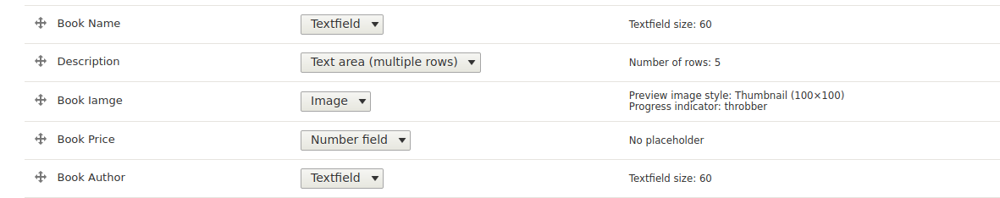 Book Name Textfield Textfield size: 60
Description Text area (multiple rows) Number of rows: 5
Book Iamge Image Preview image style: Thumbnail (100×100)
Progress indicator: throbber
Book Price Number field No placeholder
Book Author Textfield Textfield size: 60